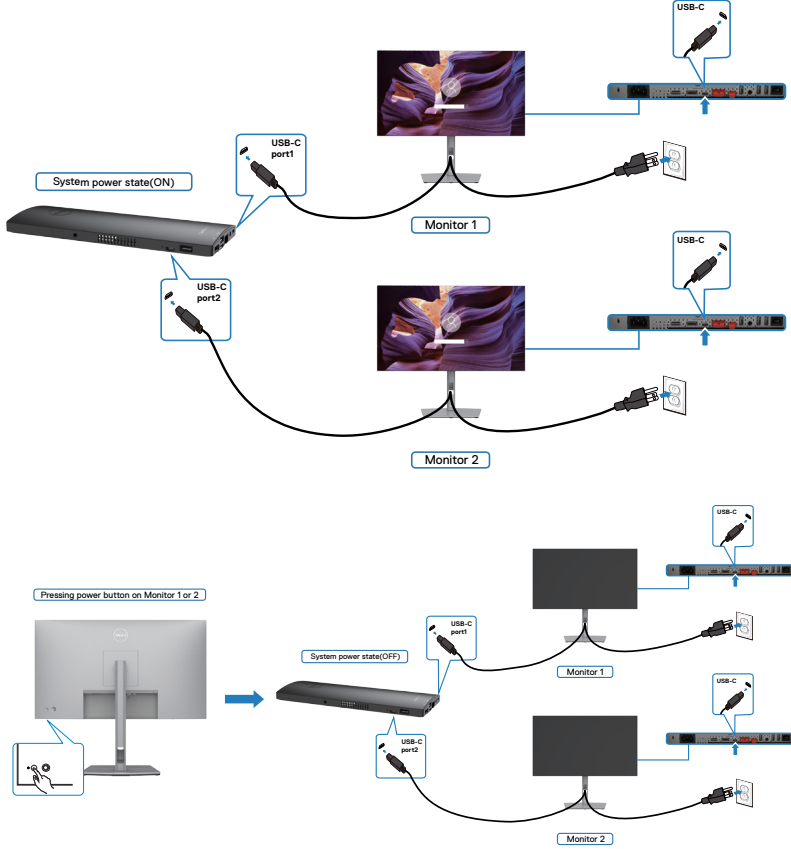 USB-C
USB-C
port1
System power state(ON)
Monitor 1
USB-C
USB-C
port2
Monitor 2
USB-C
Pressing power button on Monitor 1 or 2
DELL
USB-C
port1
System power state(OFF)
Monitor 1
USB-C
USB-C
port2
Monitor 2